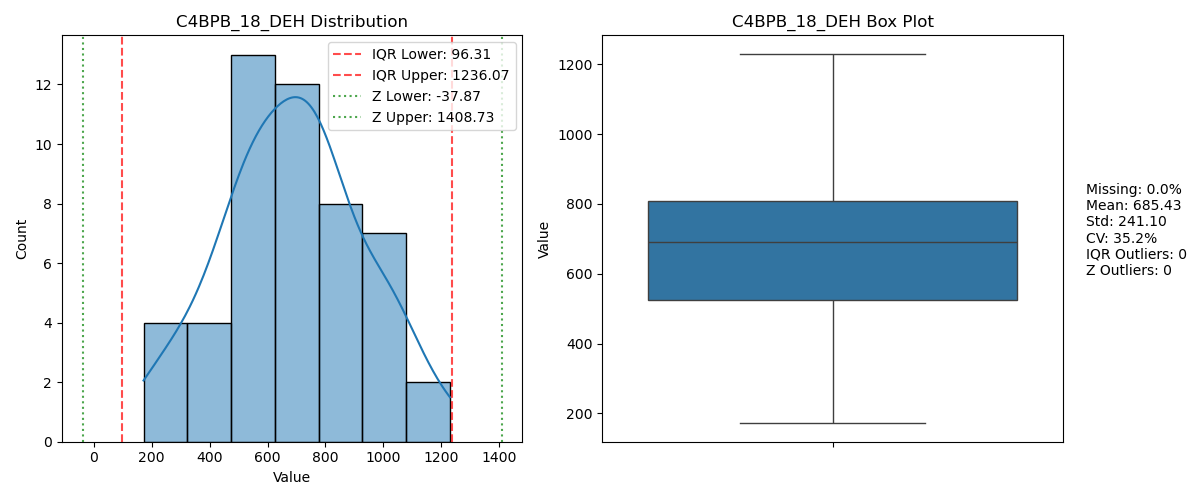 C4BPB_18_DEH Distribution
IQR Lower: 96.31
IQR Upper: 1236.07
Z Lower: -37.87
Z Upper: 1408.73
12
10
8
6
4
2
0
Count
0 200 400 600 800 1000 1200 1400
Value
C4BPB_18_DEH Box Plot
1200
1000
800
600
400
200
Value
Missing: 0.0%
Mean: 685.43
Std: 241.10
CV: 35.2%
IQR Outliers: 0
Z Outliers: 0